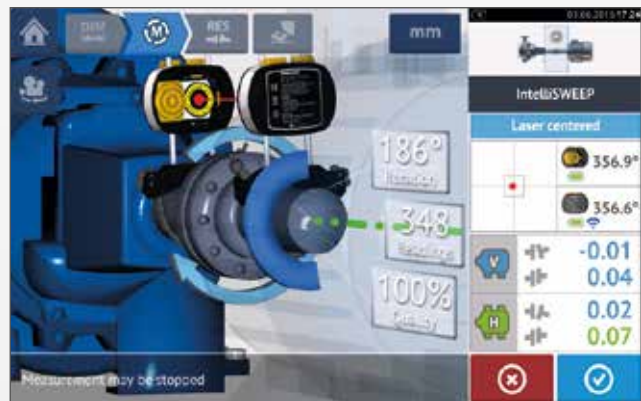 DIM
M
RES
mm
03.06.2016 17:24
IntelliSWEEP
Laser centered
356.9°
356.6°
186°
Rotation
348
Readings
100%
Quality
V
-0.01
0.04
H
0.02
0.07
Measurement may be stopped